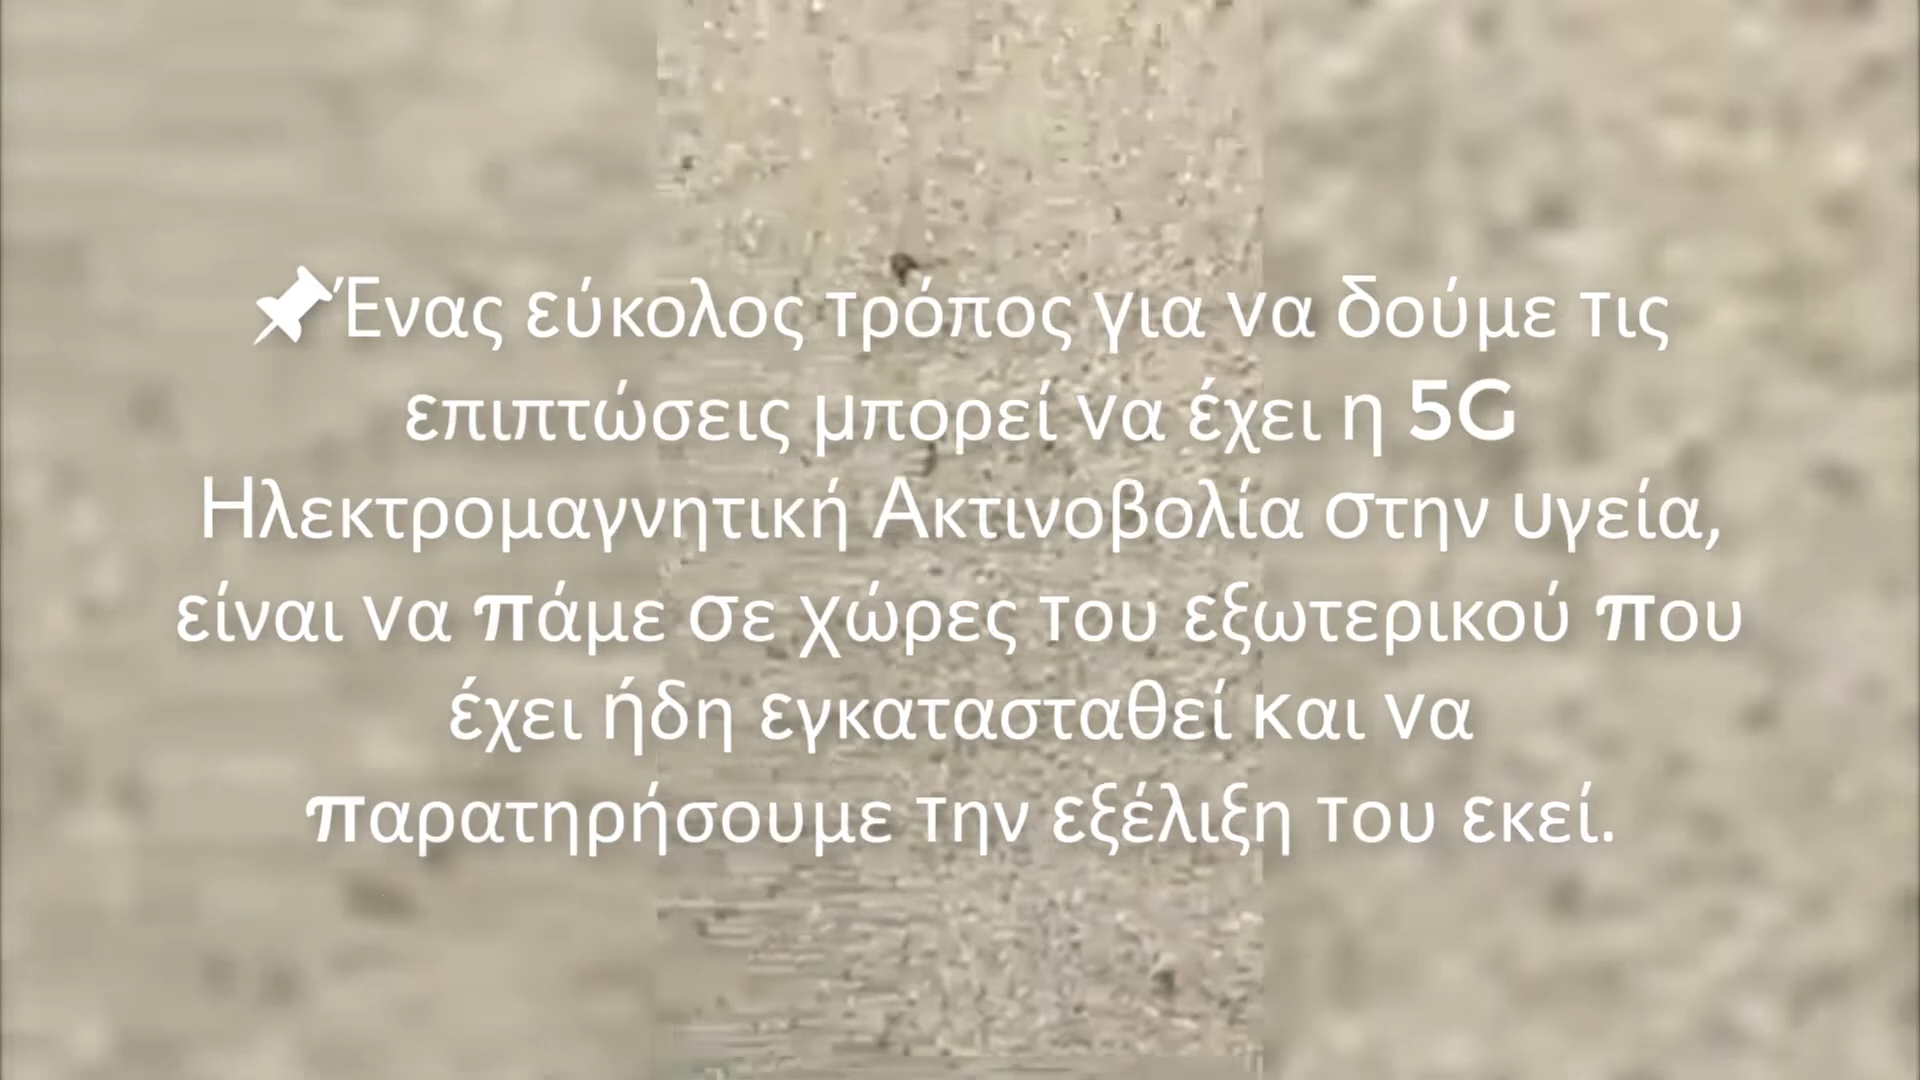 📌Ένας εύκολος τρόπος για να δούμε τις
επιπτώσεις μπορεί να έχει η 5G
Ηλεκτρομαγνητική Ακτινοβολία στην υγεία,
είναι να πάμε σε χώρες του εξωτερικού που
έχει ήδη εγκατασταθεί και να
παρατηρήσουμε την εξέλιξη του εκεί.